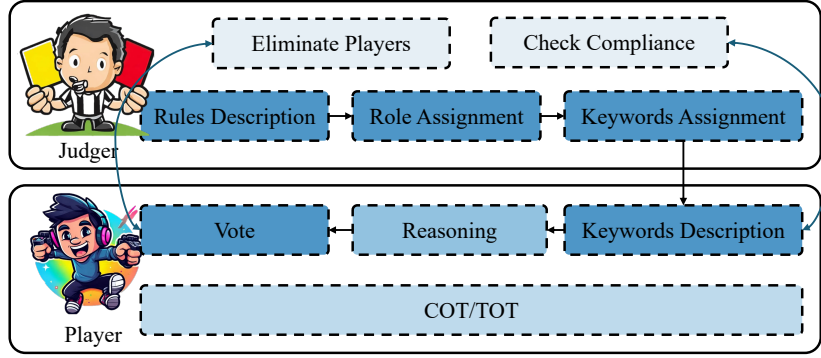 Eliminate Players
Check Compliance
Rules Description
Role Assignment
Keywords Assignment
Judger
Vote
Reasoning
Keywords Description
COT/TOT
Player